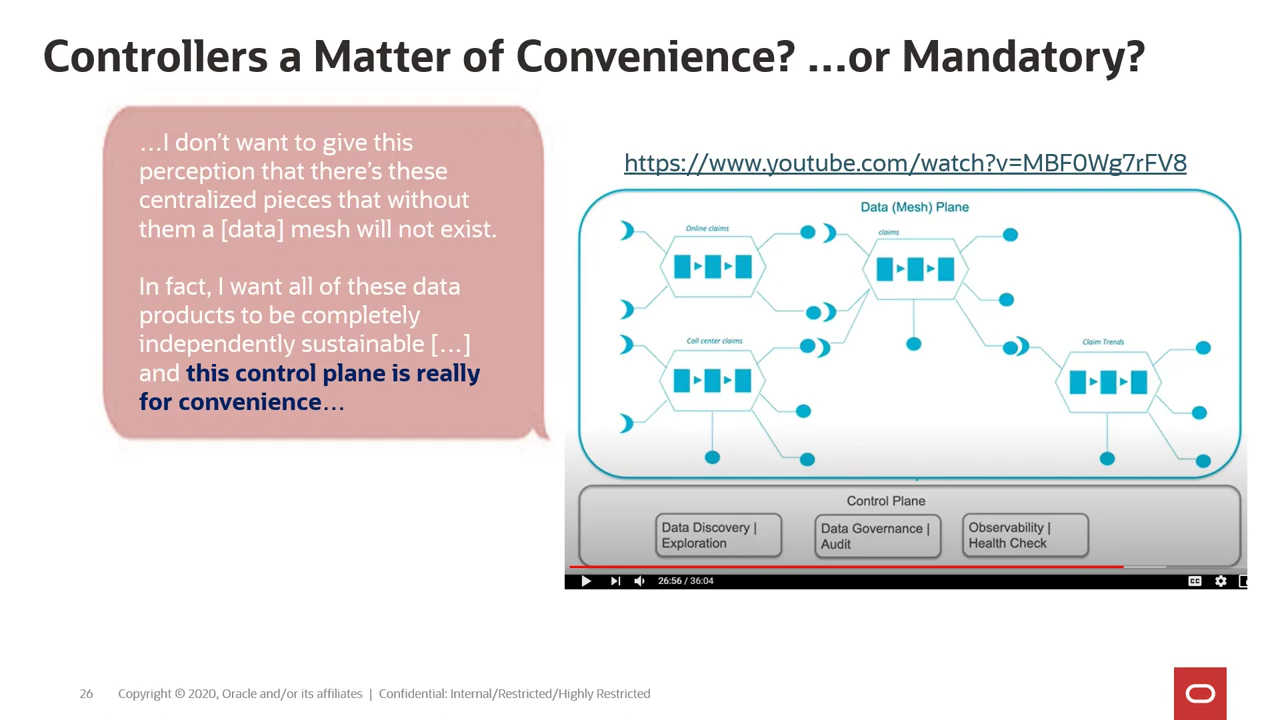 Controllers a Matter of Convenience? ...or Mandatory?
...I don't want to give this
perception that there's these
centralized pieces that without
them a [data] mesh will not exist.
In fact, I want all of these data
products to be completely
independently sustainable [...]
and this control plane is really
for convenience...
https://www.youtube.com/watch?v=MBF0Wg7rFV8
Data (Mesh) Plane
Online claims
claims
Call center claims
Claim Trends
Control Plane
Data Discovery |
Exploration
Data Governance |
Audit
Observability |
Health Check
26:56 / 36:04
CC
26
Copyright © 2020, Oracle and/or its affiliates | Confidential: Internal/Restricted/Highly Restricted